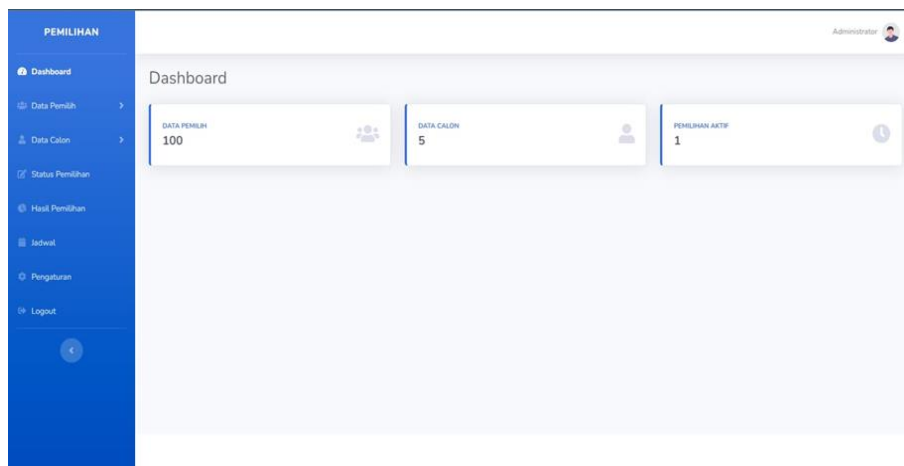 PEMILIHAN
Administrator
Dashboard
Data Pemilih
Data Calon
Status Pemilihan
Hasil Pemilihan
Jadwal
Pengaturan
Logout
Dashboard
DATA PEMILIH
100
DATA CALON
5
PEMILIHAN AKTIF
1